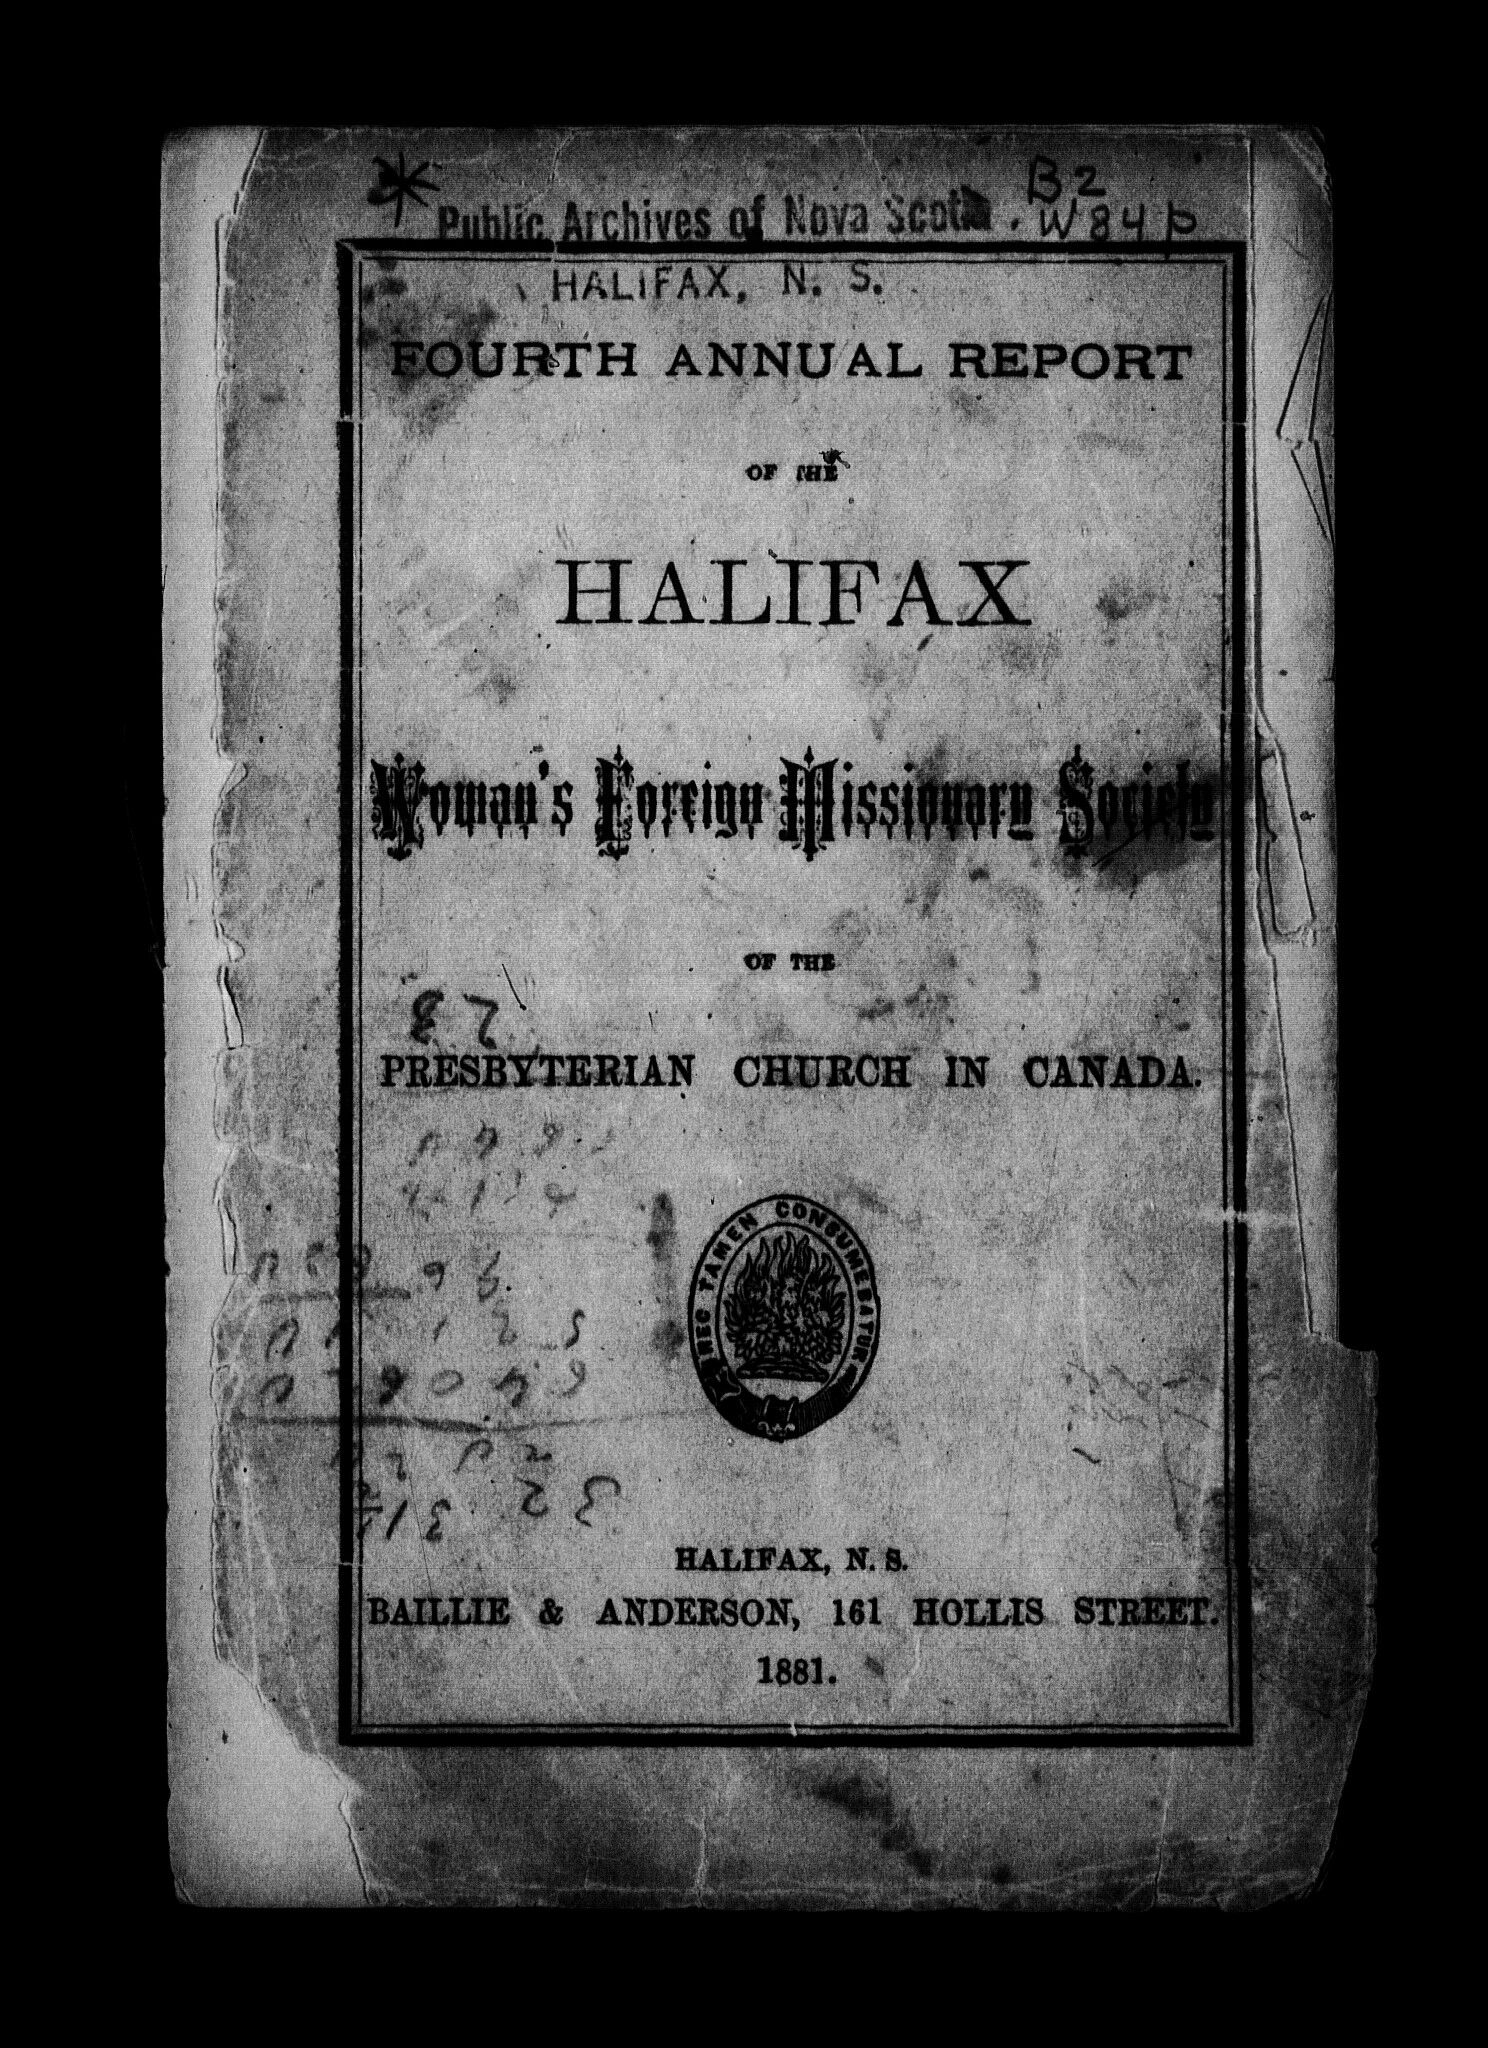 B2
Public Archives of Nova Scotia. W84p
HALIFAX, N. S.
FOURTH ANNUAL REPORT
OF THE
HALIFAX
Woman's Foreign Missionary Society
OF THE
PRESBYTERIAN CHURCH IN CANADA.
NEC TAMEN CONSUMEBATUR
HALIFAX, N. S.
BAILLIE & ANDERSON, 161 HOLLIS STREET.
1881.